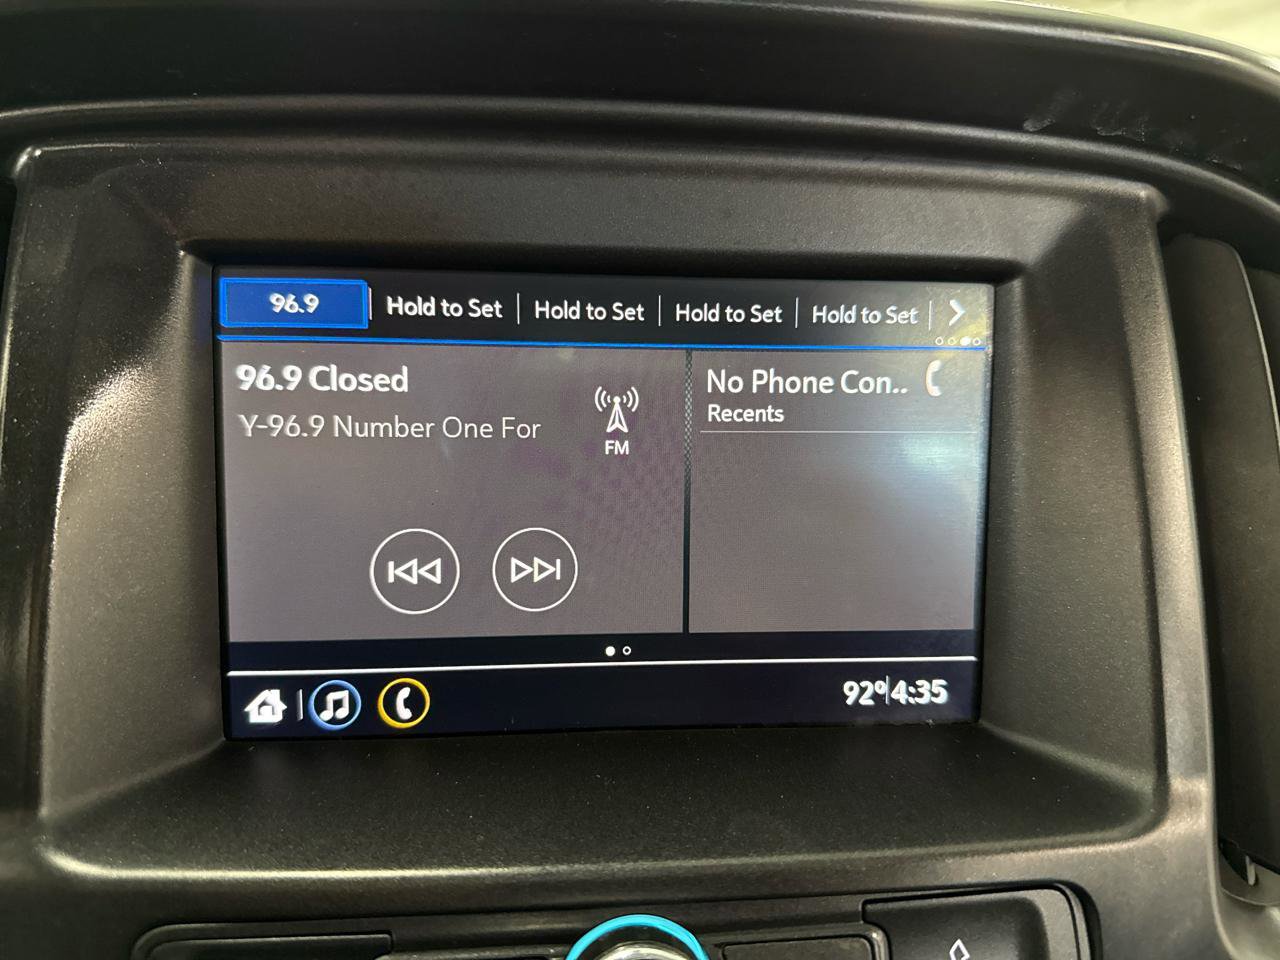 96.9 | Hold to Set | Hold to Set | Hold to Set | Hold to Set
96.9 Closed
Y-96.9 Number One For
FM
No Phone Con..
Recents
92°|4:35